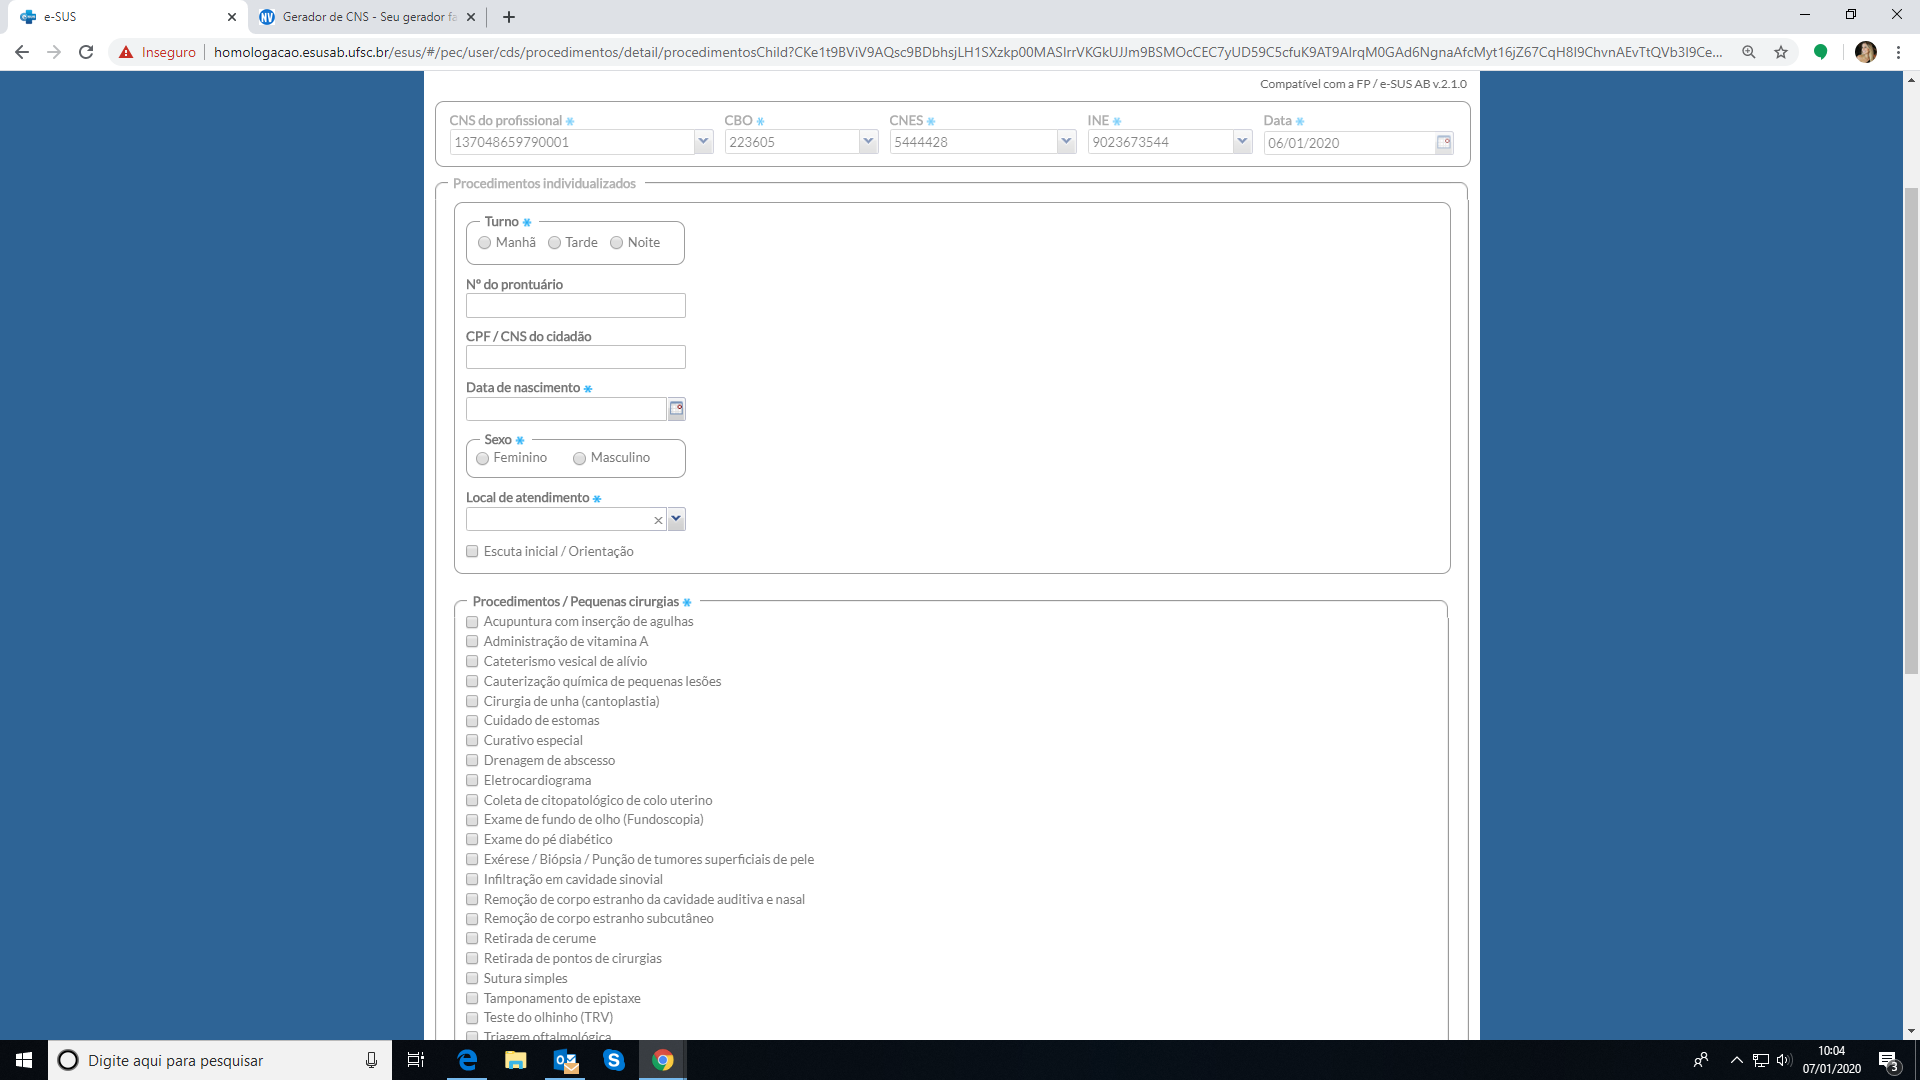 e-SUS
Gerador de CNS - Seu gerador fa
Inseguro
homologacao.esusab.ufsc.br/esus/#/pec/user/cds/procedimentos/detail/procedimentosChild?
Compatível com a FP / e-SUS AB v.2.1.0
CNS do profissional * CBO * CNES * INE * Data *
137048659790001 223605 5444428 9023673544 06/01/2020
Procedimentos individualizados
Turno *
Manhã Tarde Noite
Nº do prontuário
CPF / CNS do cidadão
Data de nascimento *
Sexo *
Feminino Masculino
Local de atendimento *
Escuta inicial / Orientação
Procedimentos / Pequenas cirurgias *
Acupuntura com inserção de agulhas
Administração de vitamina A
Cateterismo vesical de alívio
Cauterização química de pequenas lesões
Cirurgia de unha (cantoplastia)
Cuidado de estomas
Curativo especial
Drenagem de abscesso
Eletrocardiograma
Coleta de citopatológico de colo uterino
Exame de fundo de olho (Fundoscopia)
Exame do pé diabético
Exérese / Biópsia / Punção de tumores superficiais de pele
Infiltração em cavidade sinovial
Remoção de corpo estranho da cavidade auditiva e nasal
Remoção de corpo estranho subcutâneo
Retirada de cerume
Retirada de pontos de cirurgias
Sutura simples
Tamponamento de epistaxe
Teste do olhinho (TRV)
Triagem oftalmológica
Digite aqui para pesquisar
10:04
07/01/2020
3